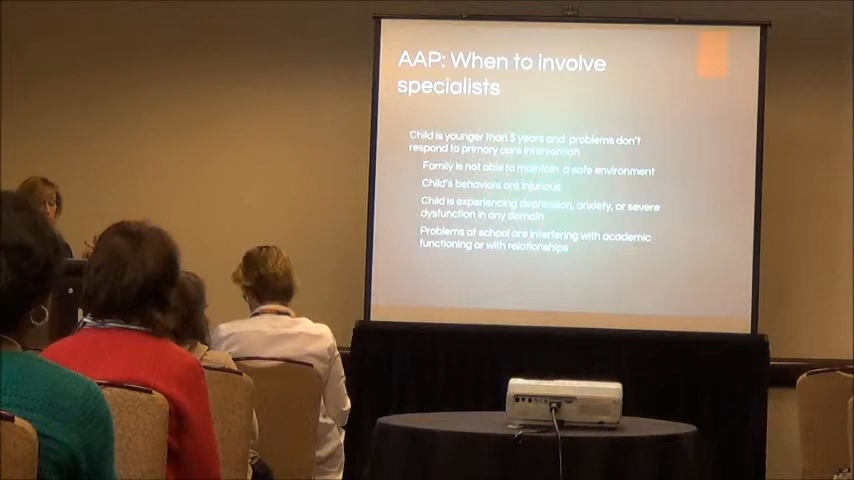 AAP: When to involve
specialists
Child is younger than 5 years and problems don't
respond to primary care intervention
Family is not able to maintain a safe environment
Child's behaviors are injurious
Child is experiencing depression, anxiety, or severe
dysfunction in any domain
Problems at school are interfering with academic
functioning or with relationships